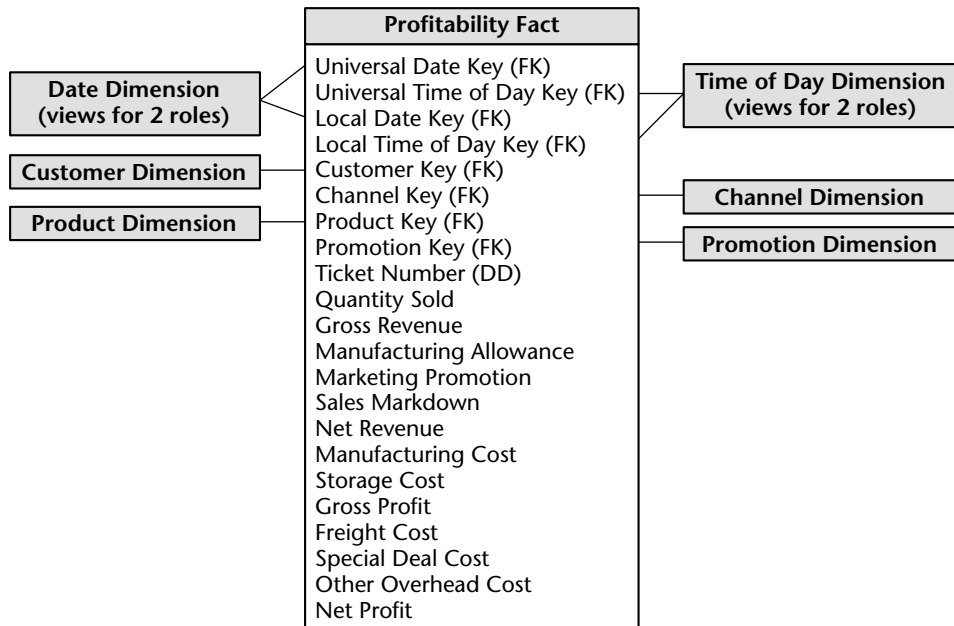 Profitability Fact
Universal Date Key (FK)
Universal Time of Day Key (FK)
Local Date Key (FK)
Local Time of Day Key (FK)
Customer Key (FK)
Channel Key (FK)
Product Key (FK)
Promotion Key (FK)
Ticket Number (DD)
Quantity Sold
Gross Revenue
Manufacturing Allowance
Marketing Promotion
Sales Markdown
Net Revenue
Manufacturing Cost
Storage Cost
Gross Profit
Freight Cost
Special Deal Cost
Other Overhead Cost
Net Profit
Date Dimension
(views for 2 roles)
Customer Dimension
Product Dimension
Time of Day Dimension
(views for 2 roles)
Channel Dimension
Promotion Dimension